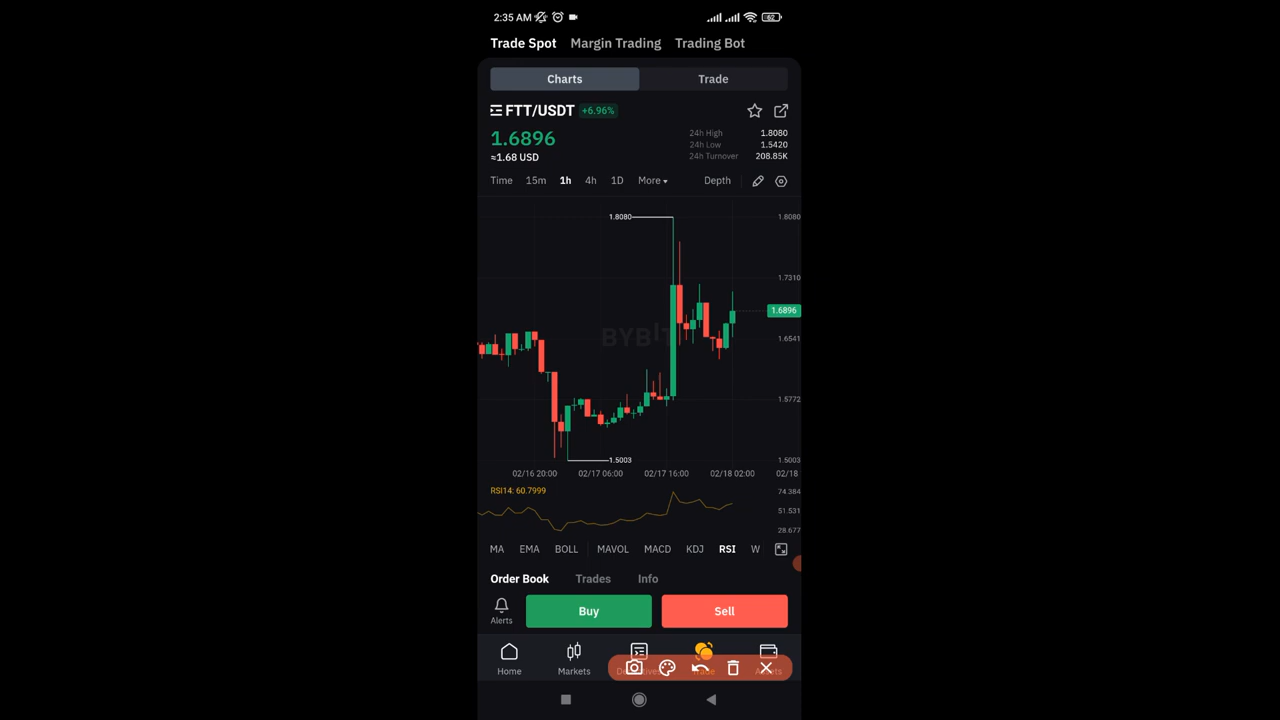 2:35 AM 62
Trade Spot Margin Trading Trading Bot
Charts Trade
FTT/USDT +6.96%
1.6896
≈1.68 USD
24h High 1.8080
24h Low 1.5420
24h Turnover 208.85K
Time 15m 1h 4h 1D More Depth
1.8080 1.8080
1.7310
1.6896
BYBIT
1.6541
1.5772
1.5003 1.5003
02/16 20:00 02/17 06:00 02/17 16:00 02/18 02:00 02/18
RSI14: 60.7999
74.384
51.531
28.677
MA EMA BOLL MAVOL MACD KDJ RSI W
Order Book Trades Info
Alerts Buy Sell
Home Markets Trade Assets